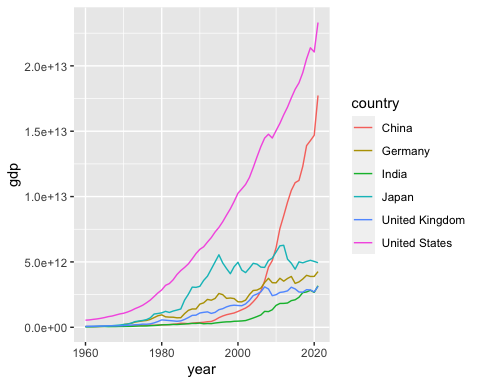 gdp
2.0e+13
1.5e+13
1.0e+13
5.0e+12
0.0e+00
1960 1980 2000 2020
year
country
China
Germany
India
Japan
United Kingdom
United States